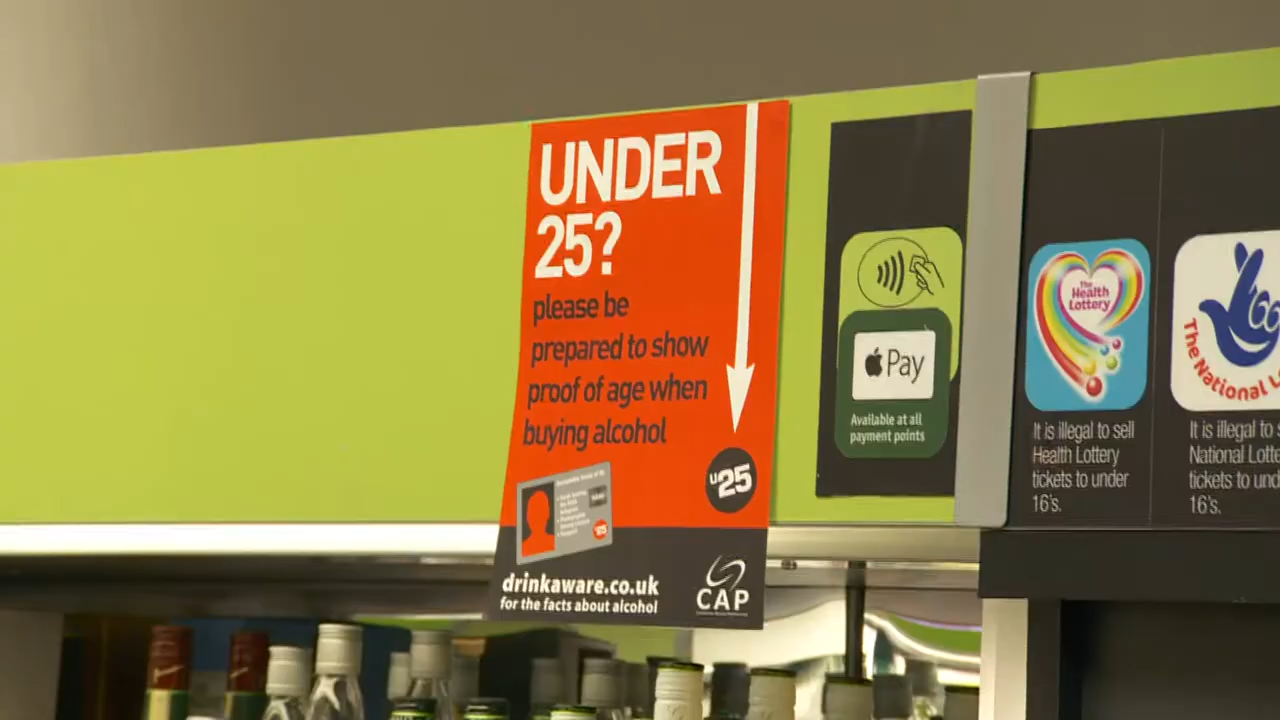 UNDER
25?
please be
prepared to show
proof of age when
buying alcohol
u25
drinkaware.co.uk
for the facts about alcohol
CAP
Pay
Available at all
payment points
The
Health
Lottery
It is illegal to sell
Health Lottery
tickets to under
16's.
The National
It is illegal to
National
tickets to
16's.